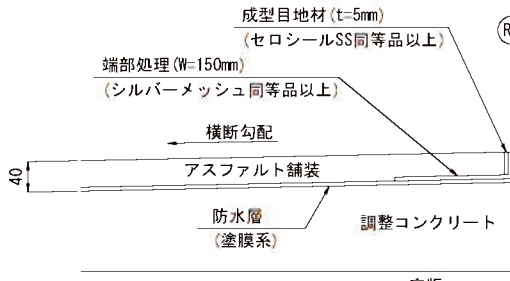 成型目地材(t=5mm)
(セロシールSS同等品以上)
R
端部処理(W=150mm)
(シルバーメッシュ同等品以上)
横断勾配
アスファルト舗装
40
防水層
(塗膜系)
調整コンクリート